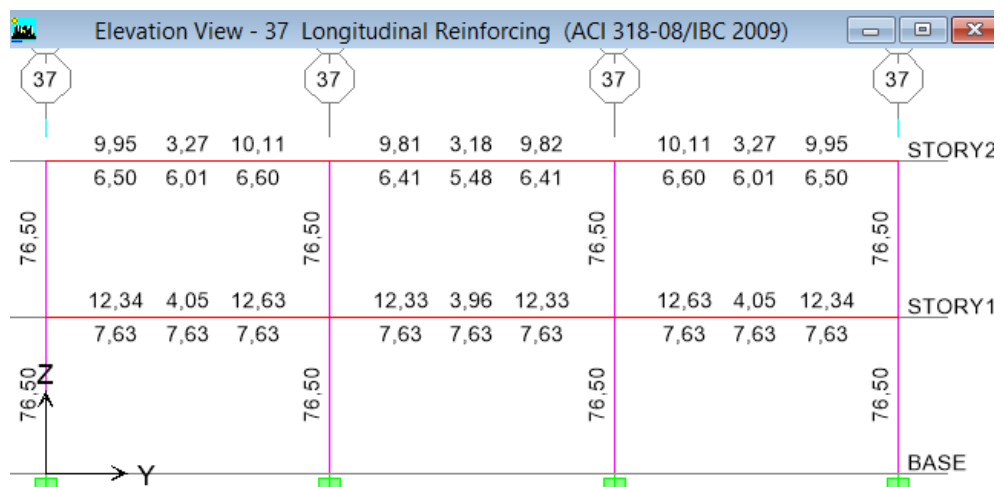 Elevation View - 37 Longitudinal Reinforcing (ACI 318-08/IBC 2009)
37 37 37 37
9,95 3,27 10,11 9,81 3,18 9,82 10,11 3,27 9,95 STORY2
6,50 6,01 6,60 6,41 5,48 6,41 6,60 6,01 6,50
76,50 76,50 76,50 76,50
12,34 4,05 12,63 12,33 3,96 12,33 12,63 4,05 12,34 STORY1
7,63 7,63 7,63 7,63 7,63 7,63 7,63 7,63 7,63
76,50 76,50 76,50 76,50
Z
Y
BASE